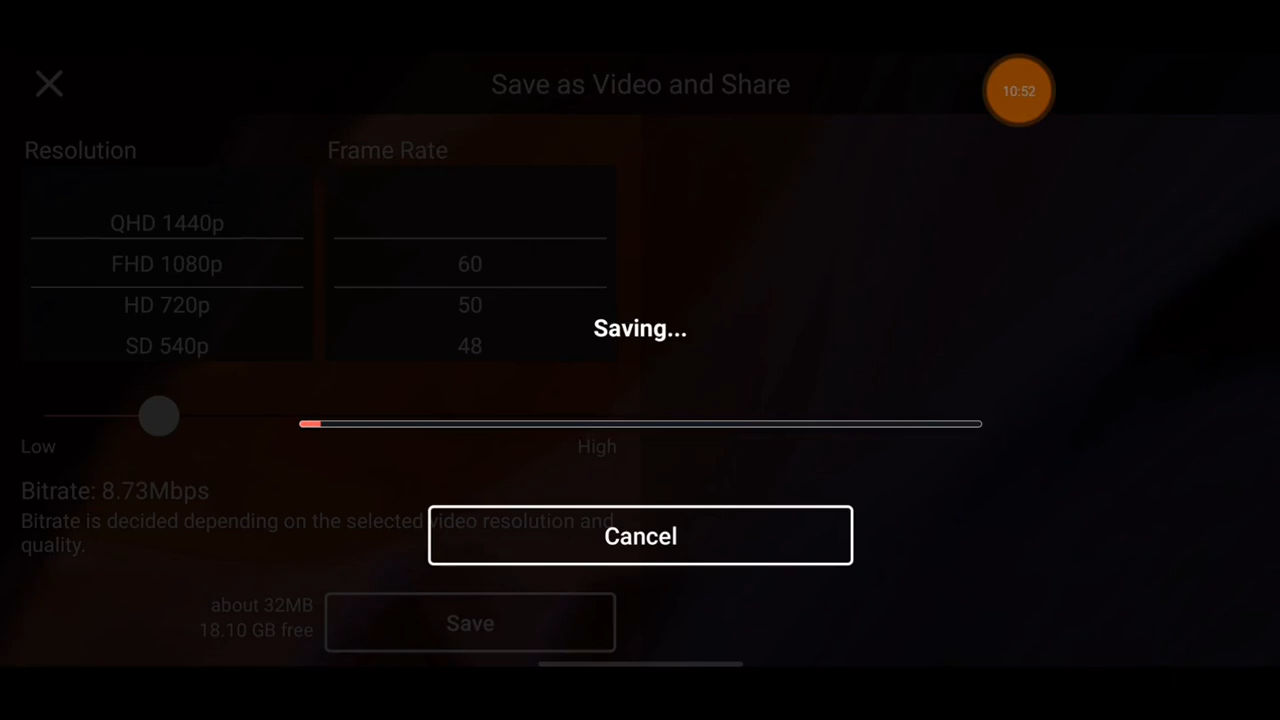 Save as Video and Share
10:52
Resolution
Frame Rate
QHD 1440p
FHD 1080p
60
HD 720p
50
SD 540p
48
Saving...
Low
High
Bitrate: 8.73Mbps
Bitrate is decided depending on the selected video resolution and
quality.
Cancel
about 32MB
18.10 GB free
Save